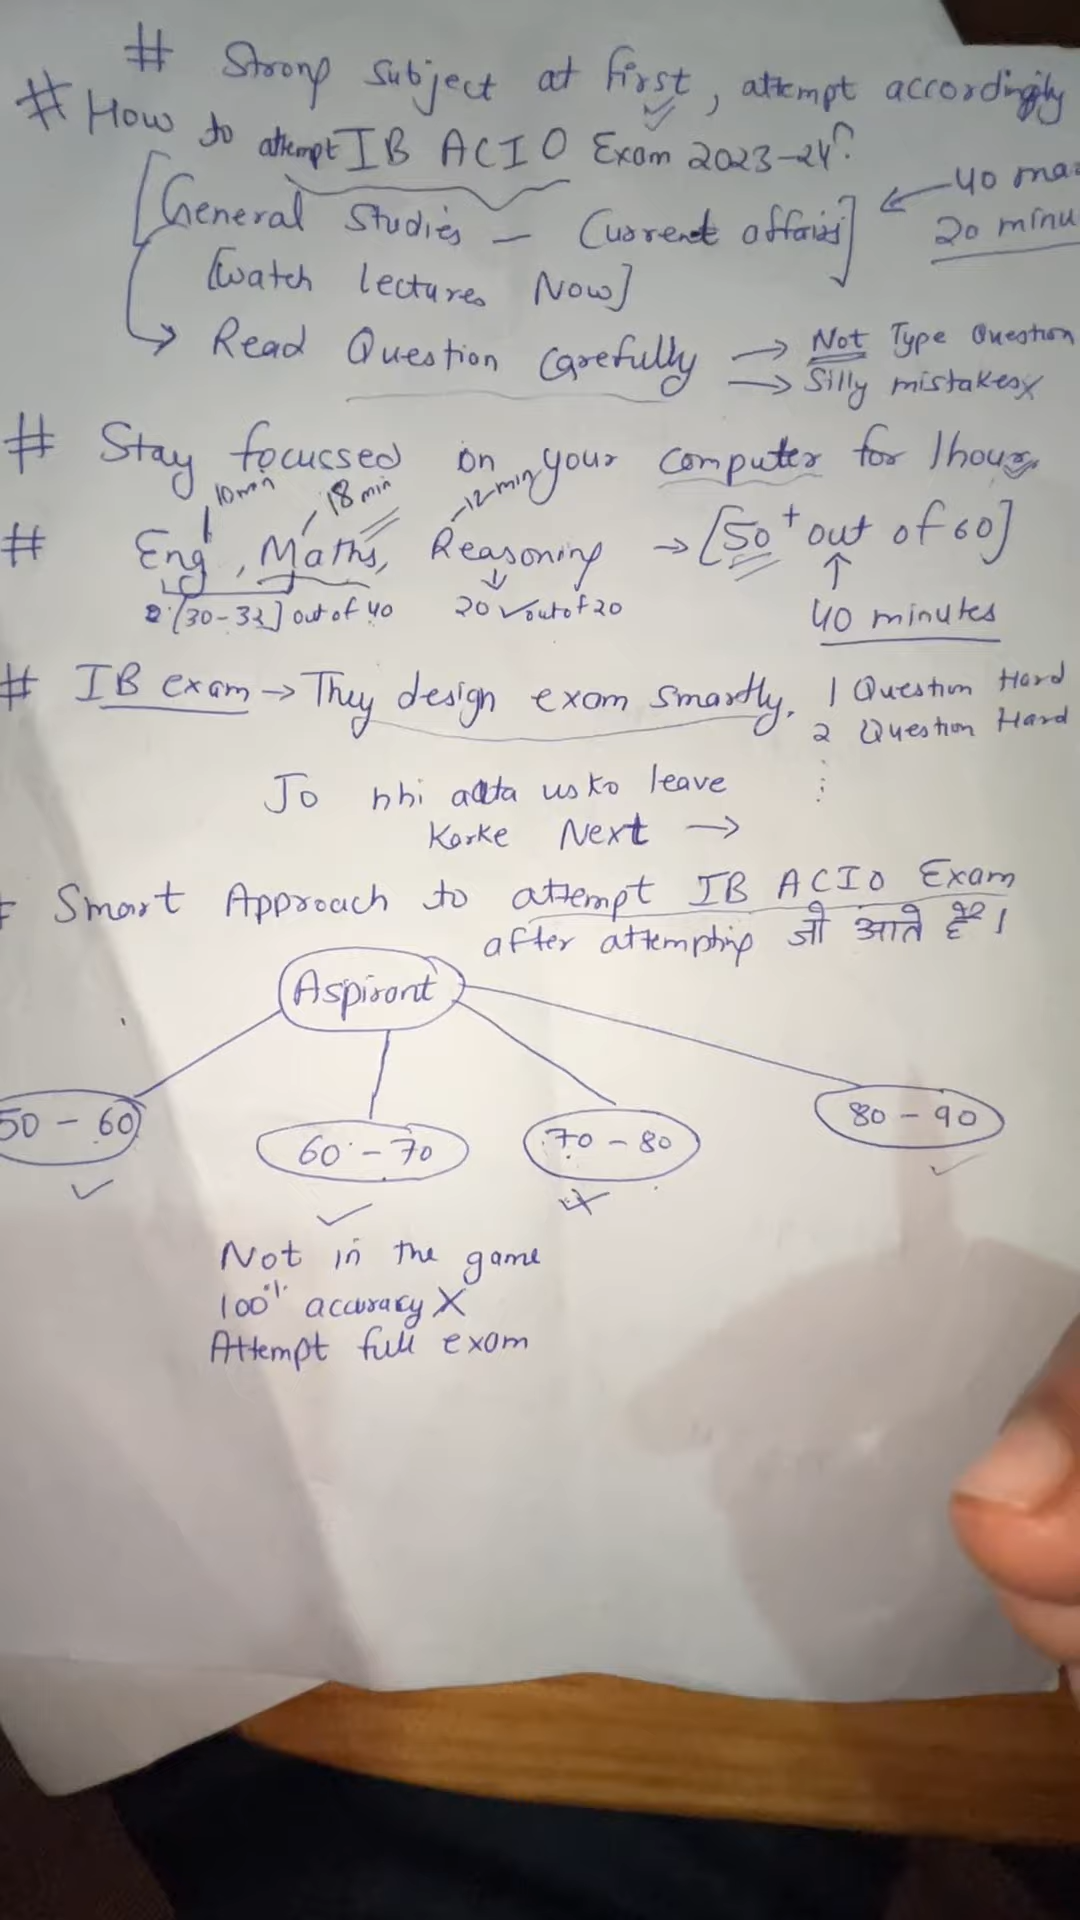 # Strong subject at first, attempt accordingly
# How to attempt IB ACIO Exam 2023-24?
[General Studies - Current affairs] ← 40 ma
20 minu
[Watch lectures Now]
→ Read Question Carefully → Not Type Question
→ Silly mistakes x
# Stay focussed on your computer for 1 hour
10 min 18 min 12 min
# Eng, Maths, Reasoning → [50+ out of 60]
[30-32] out of 40 20 ✓ out of 20 40 minutes
# IB exam → They design exam smartly. 1 Question Hard
2 Question Hard
Jo nhi aata usko leave
Karke Next →
# Smart Approach to attempt IB ACIO Exam
after attempting जो आते हैं।
Aspirant
50 - 60 60 - 70 70 - 80 80 - 90
Not in the game
100% accuracy X
Attempt full exam